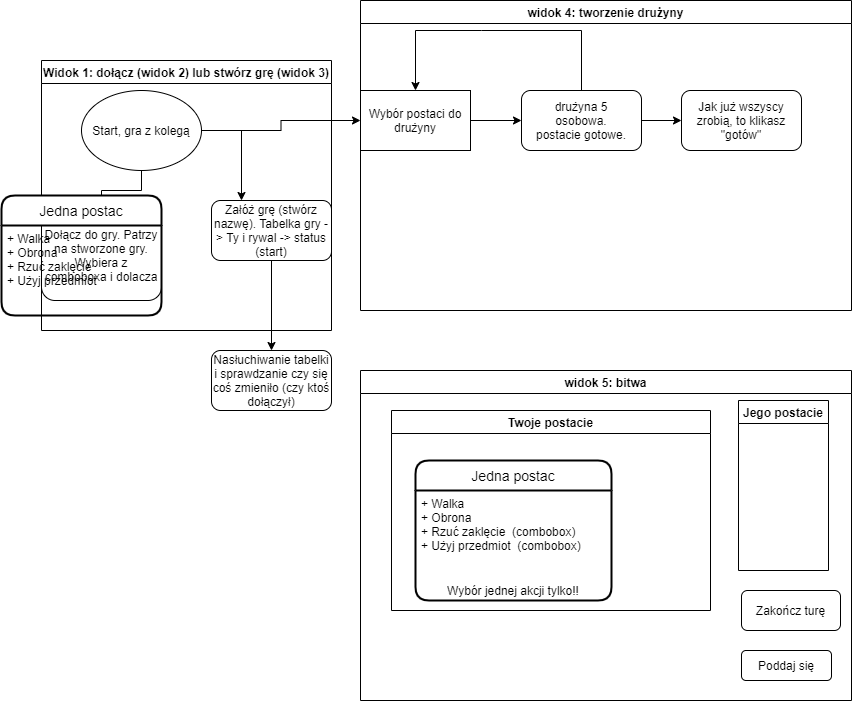 widok 4: tworzenie drużyny
Widok 1: dołącz (widok 2) lub stwórz grę (widok 3)
Start, gra z kolegą
Wybór postaci do
drużyny
drużyna 5
osobowa.
postacie gotowe.
Jak już wszyscy
zrobią, to klikasz
"gotów"
Załóż grę (stwórz
nazwę). Tabelka gry -
> Ty i rywal -> status
(start)
Jedna postac
+ Walka
+ Obrona
+ Rzuć zaklęcie
+ Użyj przedmiot
Dołącz do gry. Patrzy
na stworzone gry.
Wybiera z
comboboxa i dolacza
Nasłuchiwanie tabelki
i sprawdzanie czy się
coś zmieniło (czy ktoś
dołączył)
widok 5: bitwa
Twoje postacie
Jedna postac
+ Walka
+ Obrona
+ Rzuć zaklęcie (combobox)
+ Użyj przedmiot (combobox)
Wybór jednej akcji tylko!!
Jego postacie
Zakończ turę
Poddaj się